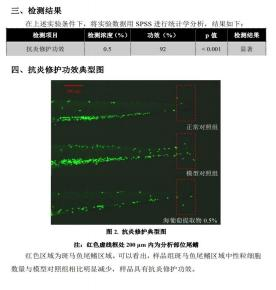 三、检测结果
在上述实验条件下，将实验数据用 SPSS 进行统计学分析，结果如下：
检测项目 检测浓度（%） 功效（%） p 值 检测结果
抗炎修护功效 0.5 92 < 0.001 显著
四、抗炎修护功效典型图
正常对照组
模型对照组
海葡萄提取物 0.5%
图 2. 抗炎修护典型图
注：红色虚线框处 200 μm 内为分析部位尾鳍
红色区域为斑马鱼尾鳍区域，可以看出，样品组斑马鱼尾鳍区域中性粒细胞
数量与模型对照组相比明显减少，样品具有抗炎修护功效。